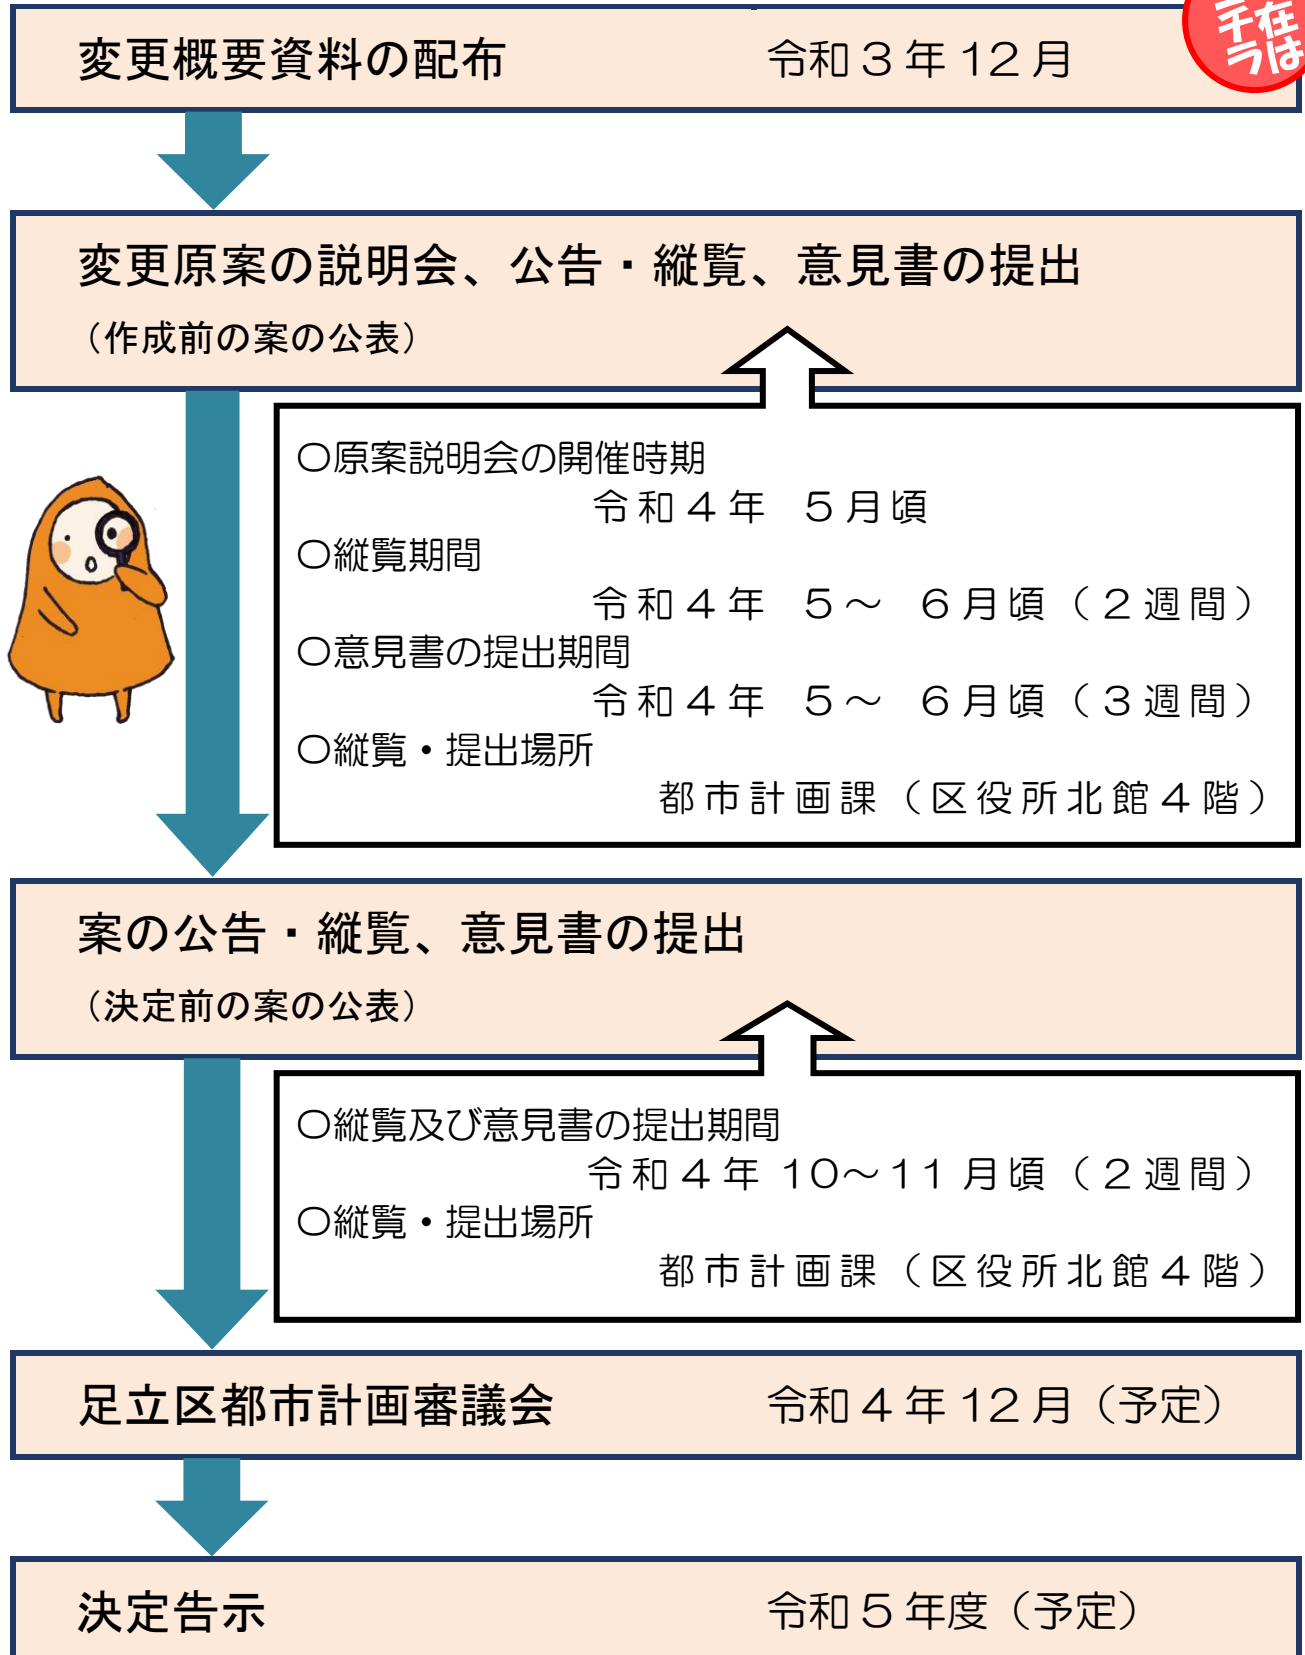 変更概要資料の配布 令和3年12月
変更原案の説明会、公告・縦覧、意見書の提出
（作成前の案の公表）
〇原案説明会の開催時期
令和4年 5月頃
〇縦覧期間
令和4年 5～ 6月頃（2週間）
〇意見書の提出期間
令和4年 5～ 6月頃（3週間）
〇縦覧・提出場所
都市計画課（区役所北館4階）
案の公告・縦覧、意見書の提出
（決定前の案の公表）
〇縦覧及び意見書の提出期間
令和4年 10～11月頃（2週間）
〇縦覧・提出場所
都市計画課（区役所北館4階）
足立区都市計画審議会 令和4年12月（予定）
決定告示 令和5年度（予定）